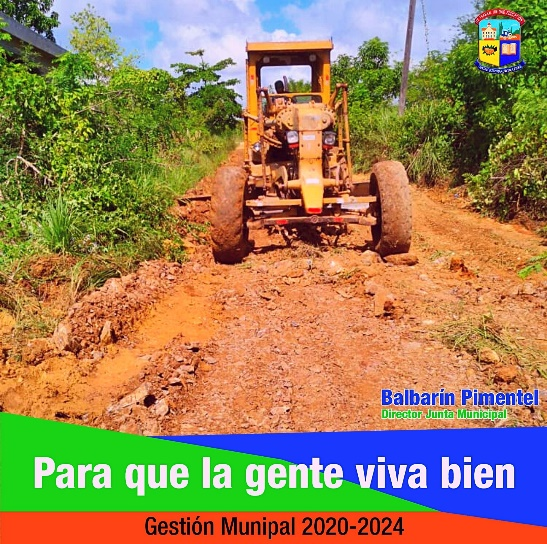 Balbarín Pimentel
Director Junta Municipal
Para que la gente viva bien
Gestión Munipal 2020-2024